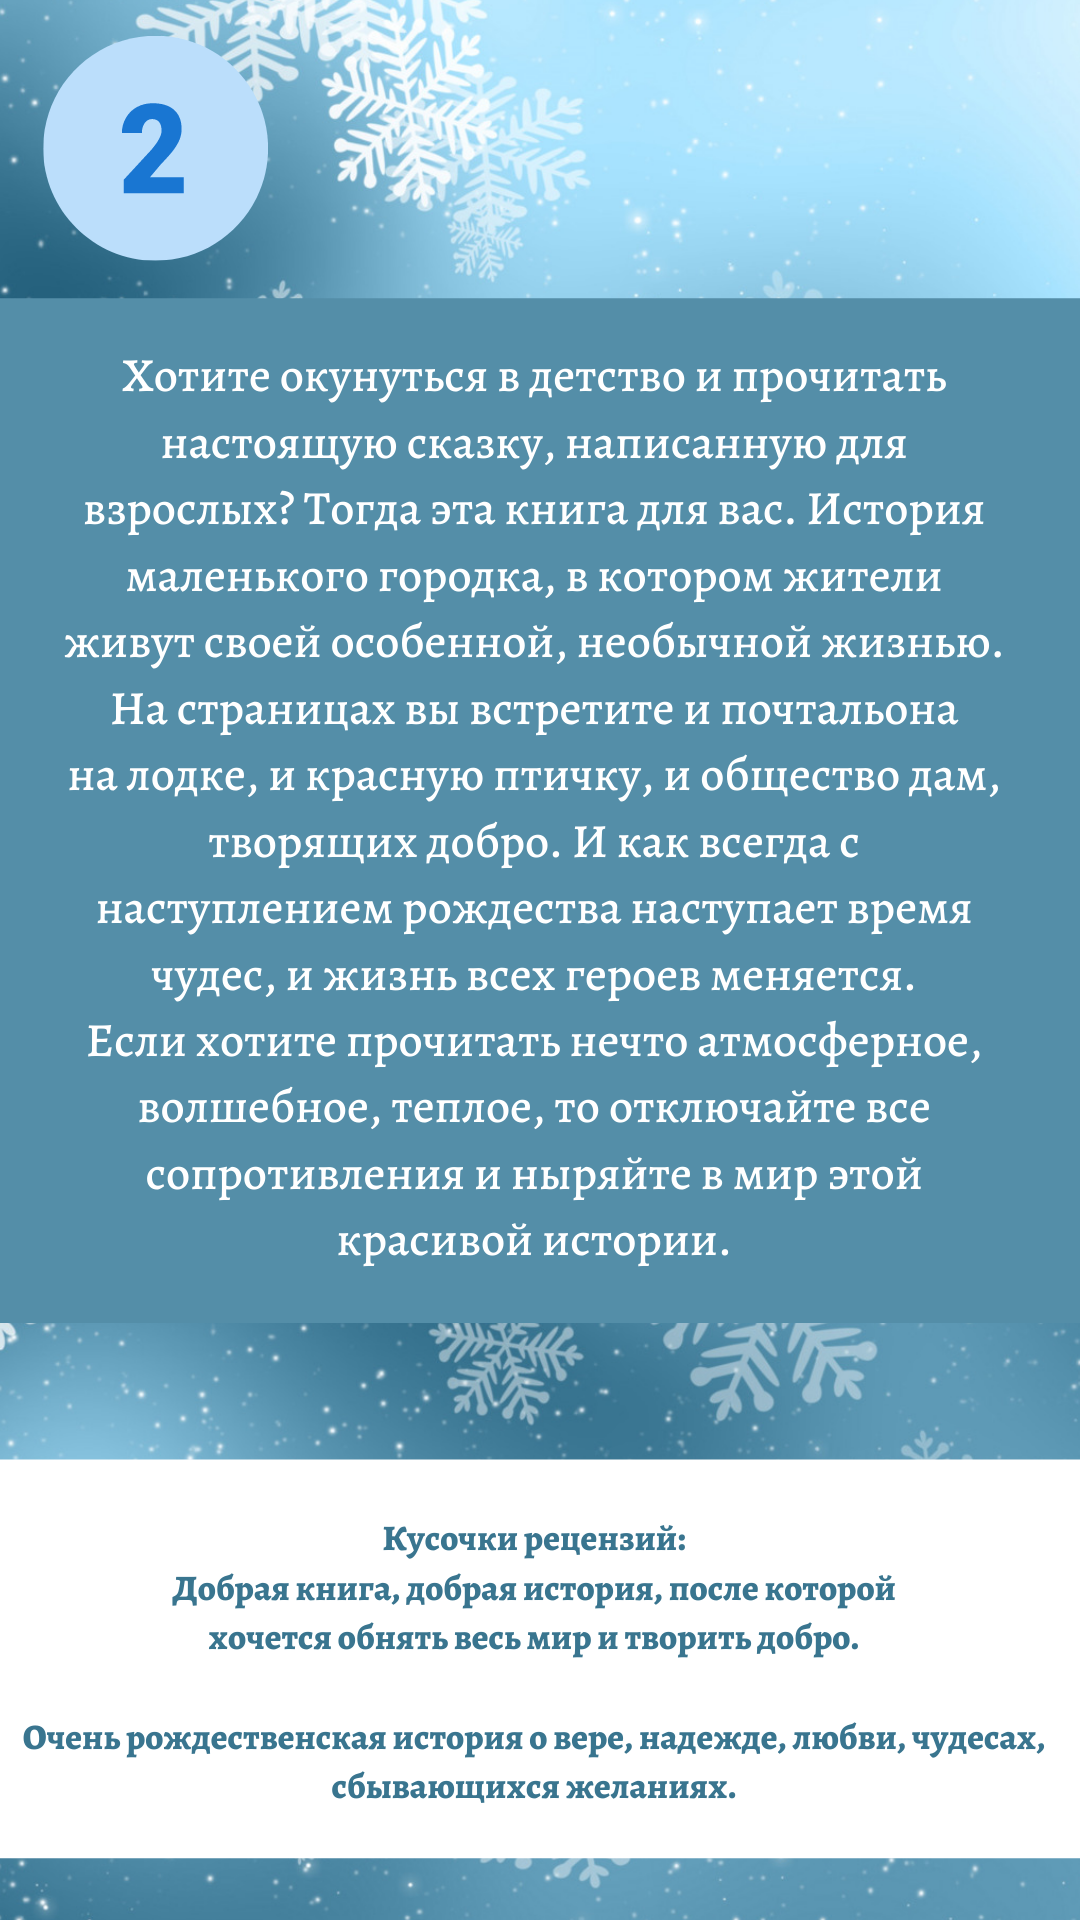 2
Хотите окунуться в детство и прочитать
настоящую сказку, написанную для
взрослых? Тогда эта книга для вас. История
маленького городка, в котором жители
живут своей особенной, необычной жизнью.
На страницах вы встретите и почтальона
на лодке, и красную птичку, и общество дам,
творящих добро. И как всегда с
наступлением рождества наступает время
чудес, и жизнь всех героев меняется.
Если хотите прочитать нечто атмосферное,
волшебное, теплое, то отключайте все
сопротивления и ныряйте в мир этой
красивой истории.
Кусочки рецензий:
Добрая книга, добрая история, после которой
хочется обнять весь мир и творить добро.
Очень рождественская история о вере, надежде, любви, чудесах,
сбывающихся желаниях.